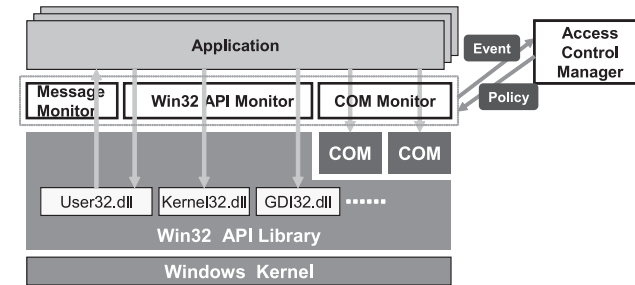 Application
Event
Access
Control
Manager
Policy
Message
Monitor
Win32 API Monitor
COM Monitor
COM
COM
User32.dll
Kernel32.dll
GDI32.dll
......
Win32 API Library
Windows Kernel